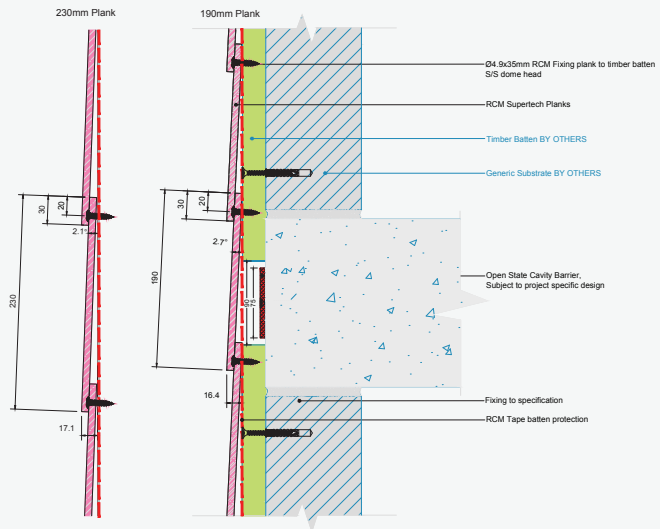 230mm Plank
190mm Plank
Ø4.9x35mm RCM Fixing plank to timber batten
S/S dome head
RCM Supertech Planks
Timber Batten BY OTHERS
Generic Substrate BY OTHERS
30
20
2.1°
230
30
20
2.7°
190
90
75
Open State Cavity Barrier,
Subject to project specific design
16.4
17.1
Fixing to specification
RCM Tape batten protection